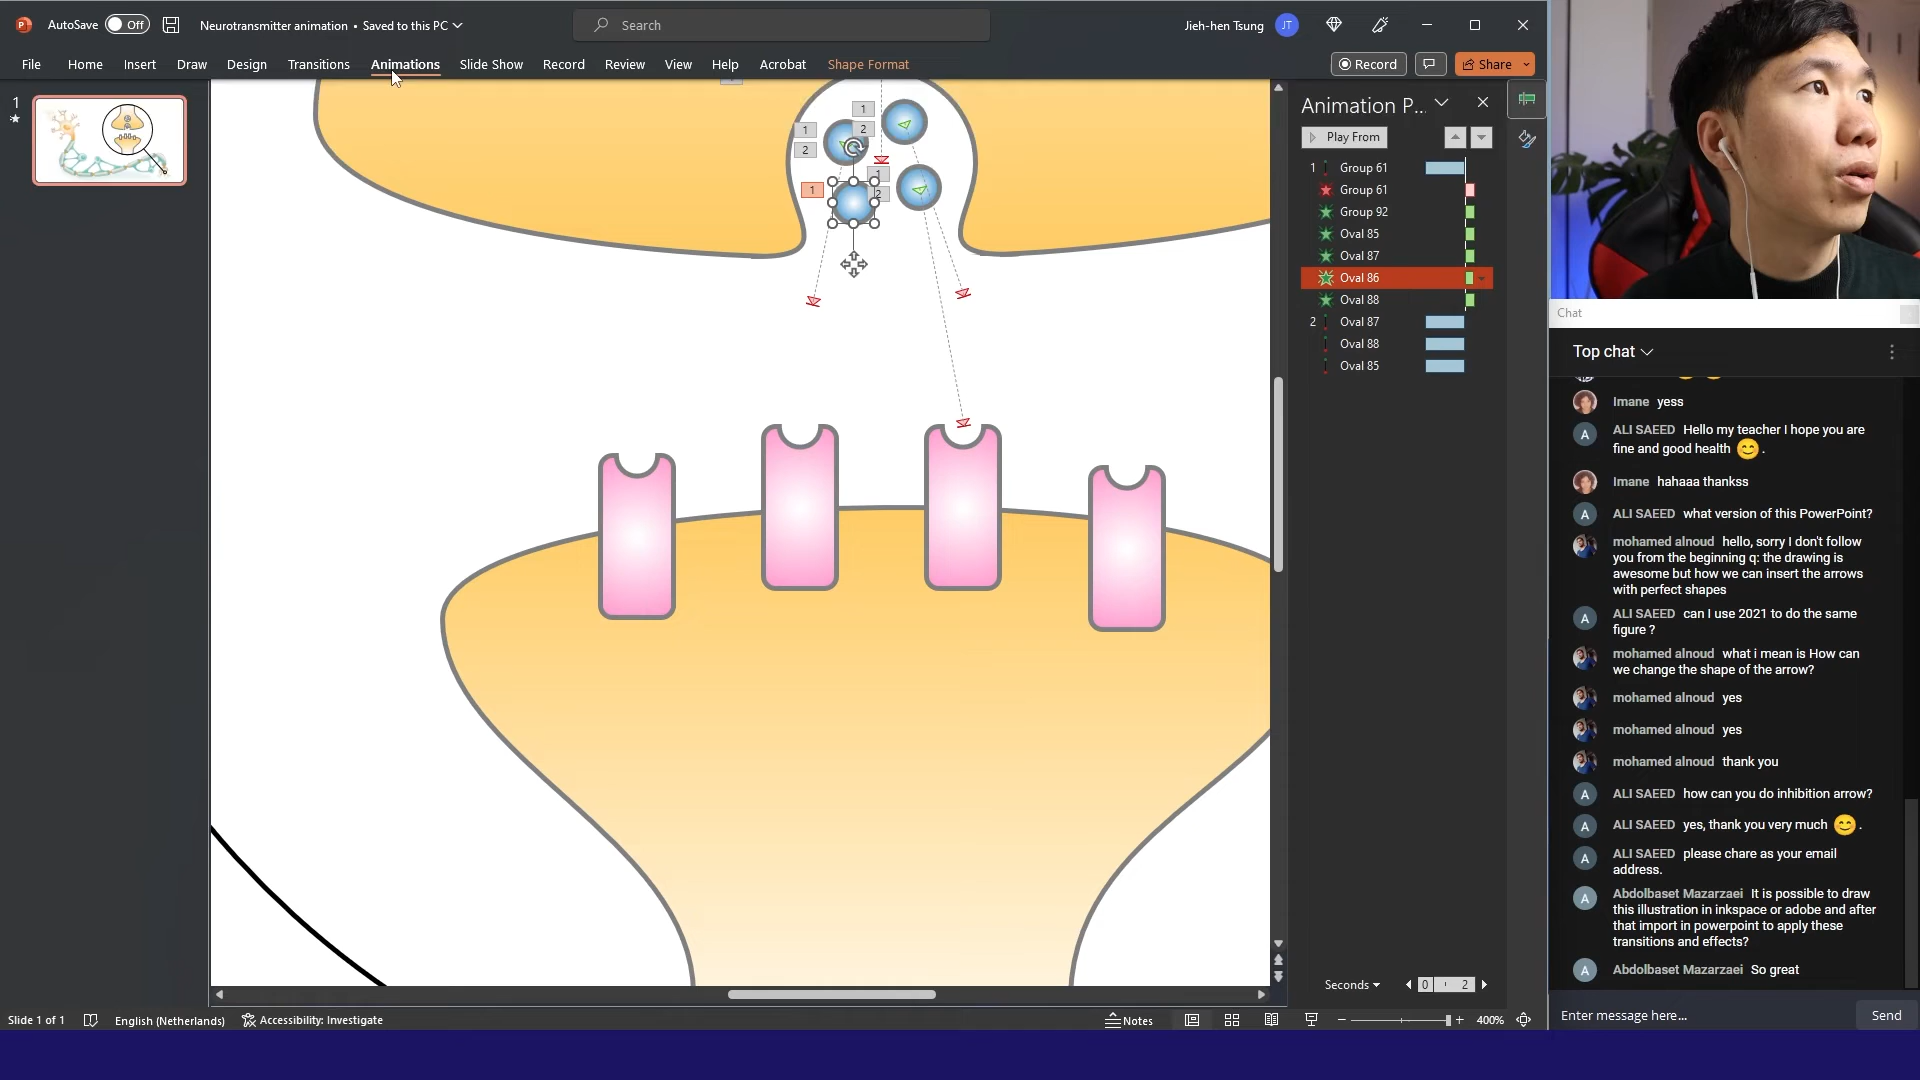 AutoSave Off Neurotransmitter animation • Saved to this PC Search Jieh-hen Tsung JT
File Home Insert Draw Design Transitions Animations Slide Show Record Review View Help Acrobat Shape Format Record Share
1
1
2
1
2
1
2
1
Animation P...
Play From
1 Group 61
Group 61
Group 92
Oval 85
Oval 87
Oval 86
Oval 88
2 Oval 87
Oval 88
Oval 85
Seconds 0 2
Slide 1 of 1 English (Netherlands) Accessibility: Investigate Notes 400%
Chat
Top chat
Imane yess
A ALI SAEED Hello my teacher I hope you are
fine and good health 😊 .
Imane hahaaa thankss
A ALI SAEED what version of this PowerPoint?
mohamed alnoud hello, sorry I don't follow
you from the beginning q: the drawing is
awesome but how we can insert the arrows
with perfect shapes
A ALI SAEED can I use 2021 to do the same
figure ?
mohamed alnoud what i mean is How can
we change the shape of the arrow?
mohamed alnoud yes
mohamed alnoud yes
mohamed alnoud thank you
A ALI SAEED how can you do inhibition arrow?
A ALI SAEED yes, thank you very much 😊 .
A ALI SAEED please chare as your email
address.
A Abdolbaset Mazarzaei It is possible to draw
this illustration in inkspace or adobe and after
that import in powerpoint to apply these
transitions and effects?
A Abdolbaset Mazarzaei So great
Enter message here... Send